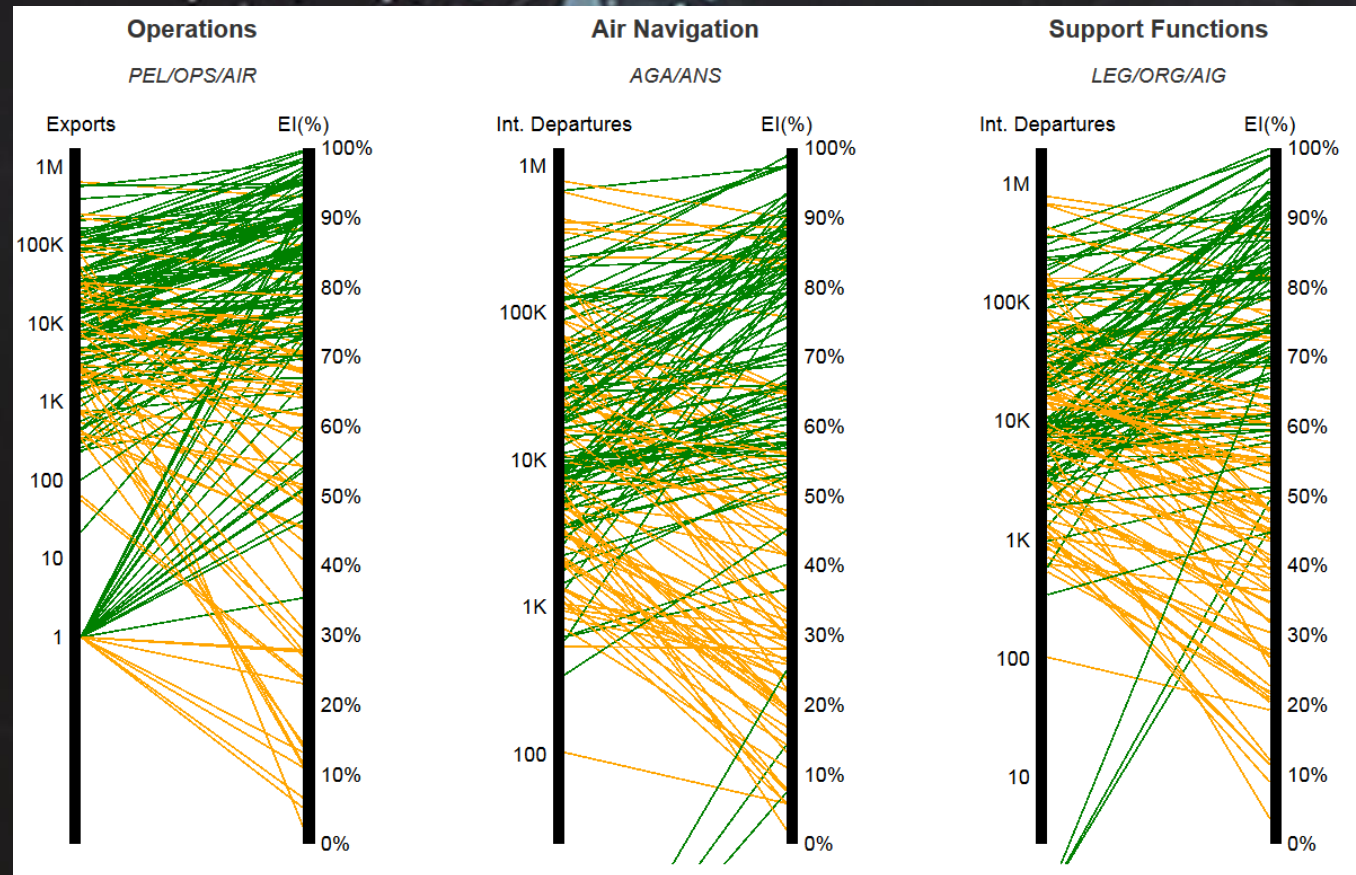 Operations
PEL/OPS/AIR
Exports EI(%)
100%
1M
90%
100K
80%
10K
70%
1K
60%
100
50%
10
40%
1
30%
20%
10%
0%
Air Navigation
AGA/ANS
Int. Departures EI(%)
100%
1M
90%
80%
100K
70%
60%
10K
50%
40%
1K
30%
20%
100
10%
0%
Support Functions
LEG/ORG/AIG
Int. Departures EI(%)
100%
1M
90%
100K
80%
70%
10K
60%
50%
1K
40%
30%
100
20%
10
10%
0%